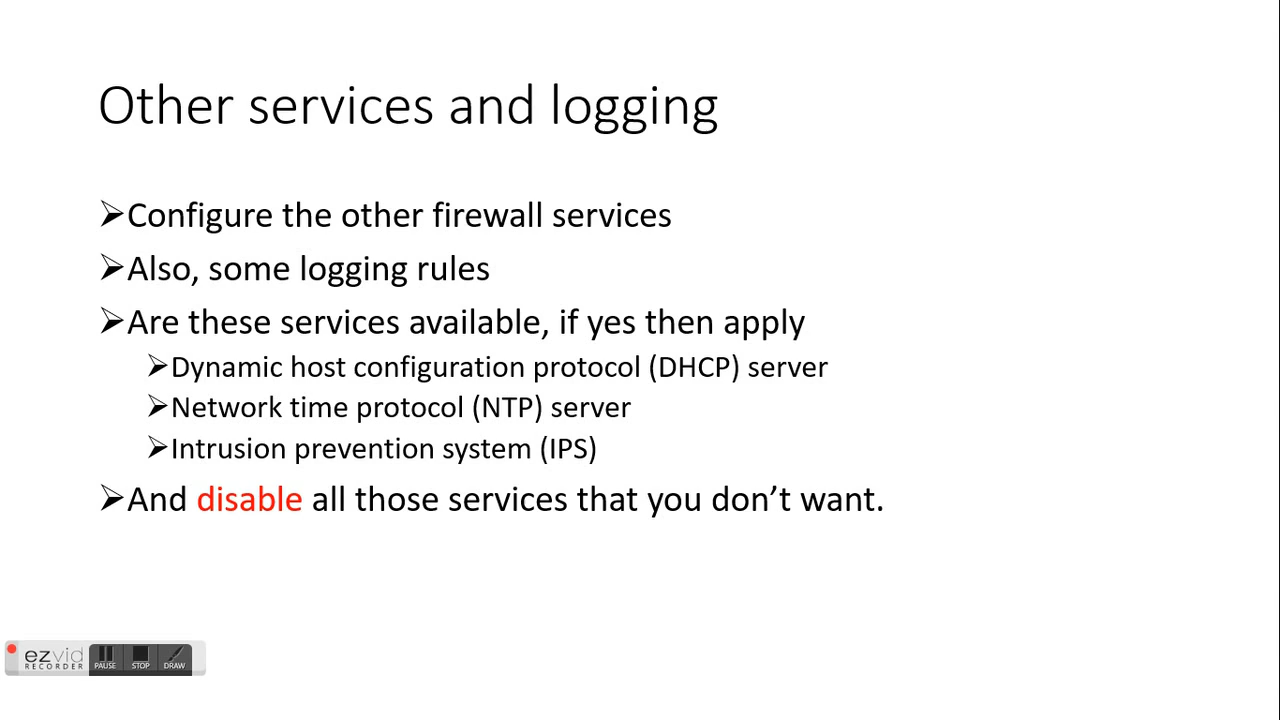 Other services and logging
➢Configure the other firewall services
➢Also, some logging rules
➢Are these services available, if yes then apply
➢Dynamic host configuration protocol (DHCP) server
➢Network time protocol (NTP) server
➢Intrusion prevention system (IPS)
➢And disable all those services that you don’t want.
ezvid
RECORDER
PAUSE STOP DRAW